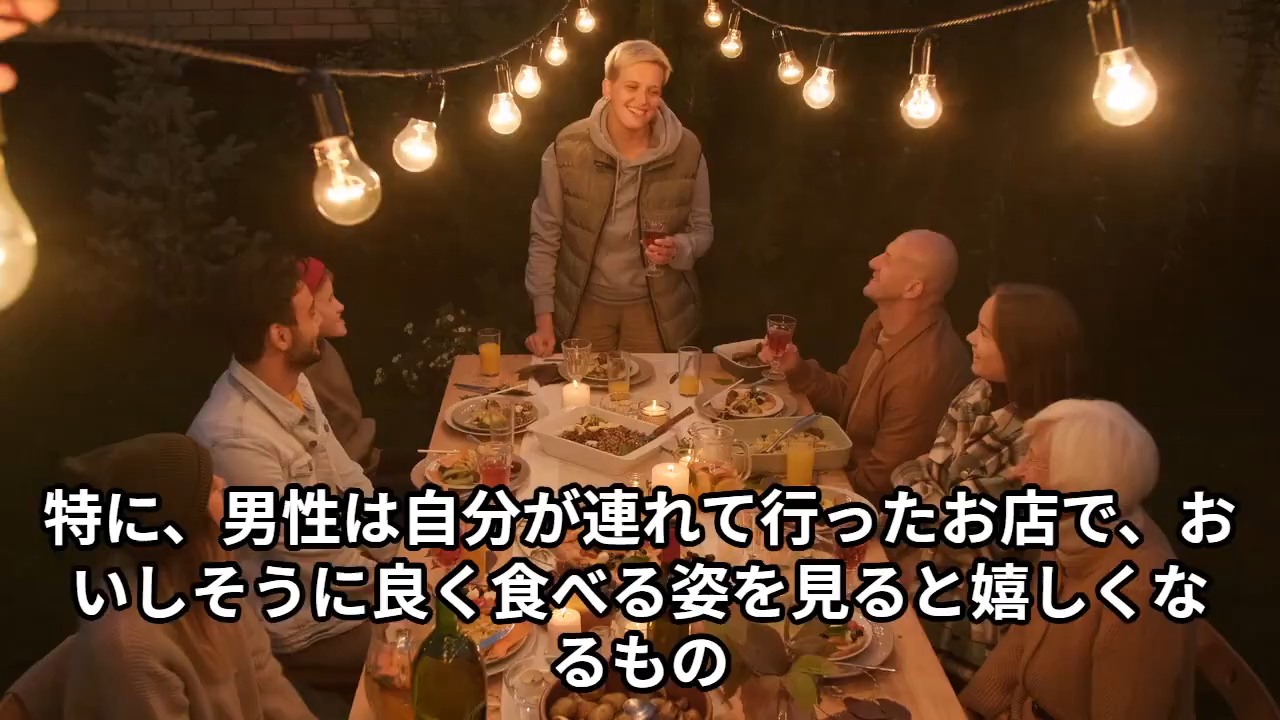 特に、男性は自分が連れて行ったお店で、お
いしそうに良く食べる姿を見ると嬉しくな
るもの